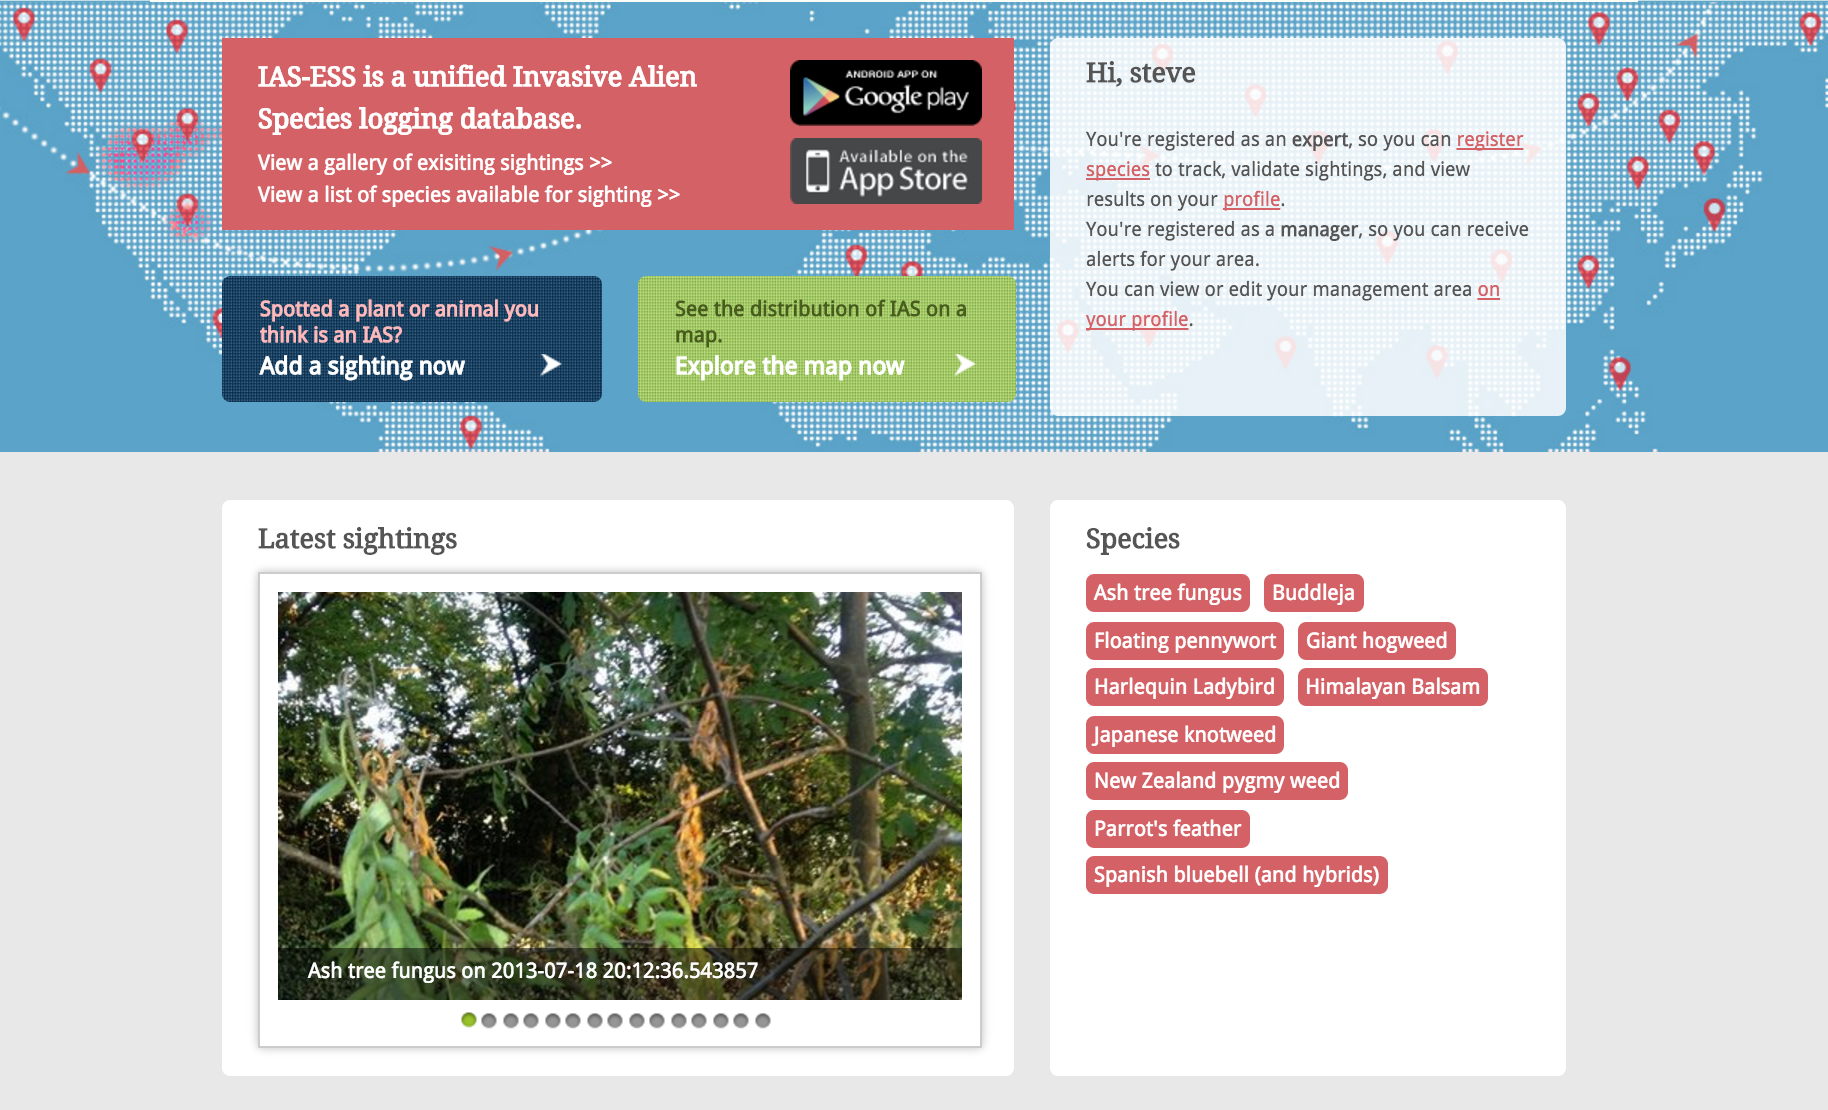 IAS-ESS is a unified Invasive Alien
Species logging database.
View a gallery of exisiting sightings >>
View a list of species available for sighting >>
ANDROID APP ON
Google play
Available on the
App Store
Hi, steve
You're registered as an expert, so you can register
species to track, validate sightings, and view
results on your profile.
You're registered as a manager, so you can receive
alerts for your area.
You can view or edit your management area on
your profile.
Spotted a plant or animal you
think is an IAS?
Add a sighting now
See the distribution of IAS on a
map.
Explore the map now
Latest sightings
Ash tree fungus on 2013-07-18 20:12:36.543857
Species
Ash tree fungus Buddleja
Floating pennywort Giant hogweed
Harlequin Ladybird Himalayan Balsam
Japanese knotweed
New Zealand pygmy weed
Parrot's feather
Spanish bluebell (and hybrids)